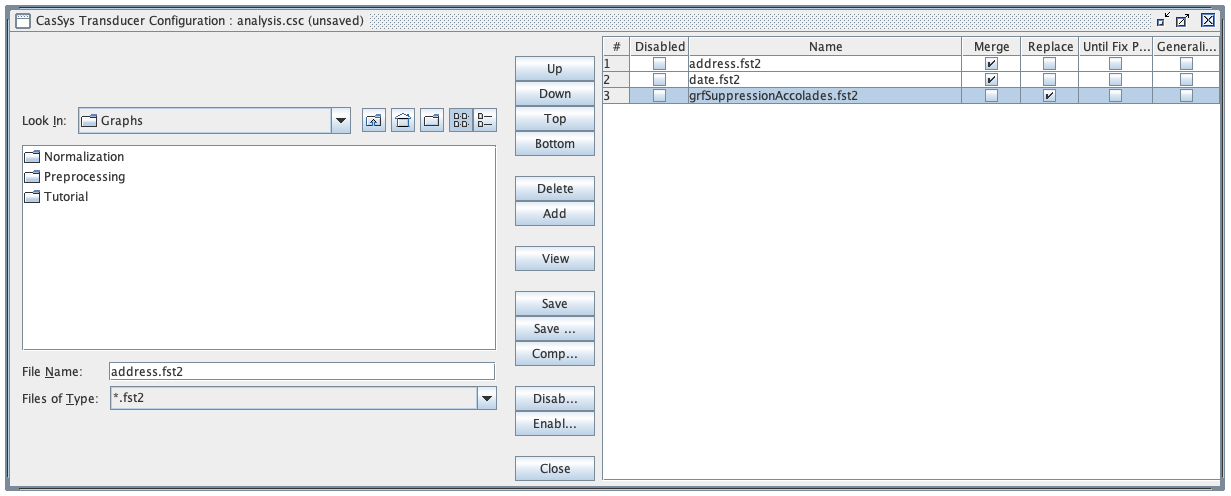 CasSys Transducer Configuration : analysis.csc (unsaved)
Look In: Graphs
Normalization
Preprocessing
Tutorial
File Name: address.fst2
Files of Type: *.fst2
Up
Down
Top
Bottom
Delete
Add
View
Save
Save ...
Comp...
Disab...
Enabl...
Close
# Disabled Name Merge Replace Until Fix P... Generali...
1 address.fst2
2 date.fst2
3 grfSuppressionAccolades.fst2